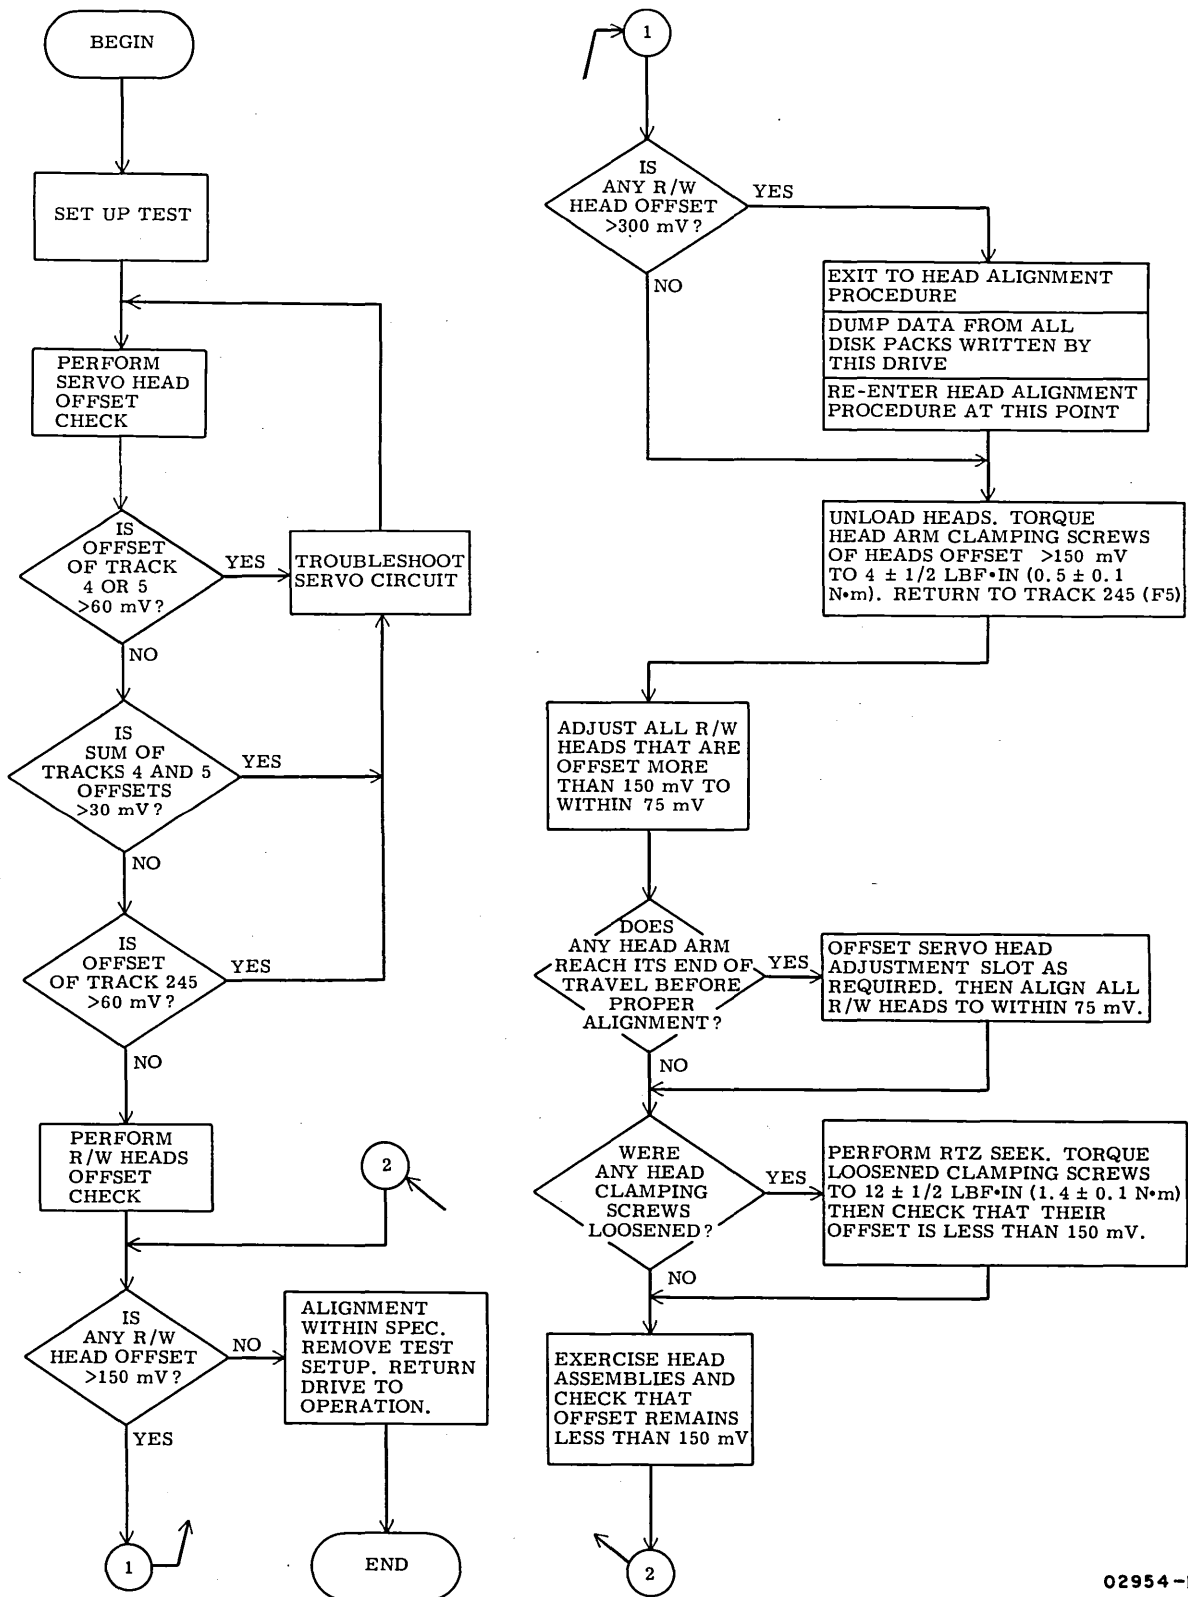 BEGIN
SET UP TEST
PERFORM
SERVO HEAD
OFFSET
CHECK
IS
OFFSET
OF TRACK
4 OR 5
>60 mV?
YES
TROUBLESHOOT
SERVO CIRCUIT
NO
IS
SUM OF
TRACKS 4 AND 5
OFFSETS
>30 mV?
YES
NO
IS
OFFSET
OF TRACK 245
>60 mV?
YES
NO
PERFORM
R/W HEADS
OFFSET
CHECK
2
IS
ANY R/W
HEAD OFFSET
>150 mV?
NO
ALIGNMENT
WITHIN SPEC.
REMOVE TEST
SETUP. RETURN
DRIVE TO
OPERATION.
YES
1
END
1
IS
ANY R/W
HEAD OFFSET
>300 mV?
YES
NO
EXIT TO HEAD ALIGNMENT
PROCEDURE
DUMP DATA FROM ALL
DISK PACKS WRITTEN BY
THIS DRIVE
RE-ENTER HEAD ALIGNMENT
PROCEDURE AT THIS POINT
UNLOAD HEADS. TORQUE
HEAD ARM CLAMPING SCREWS
OF HEADS OFFSET >150 mV
TO 4 ± 1/2 LBF•IN (0.5 ± 0.1
N•m). RETURN TO TRACK 245 (F5)
ADJUST ALL R/W
HEADS THAT ARE
OFFSET MORE
THAN 150 mV TO
WITHIN 75 mV
DOES
ANY HEAD ARM
REACH ITS END OF
TRAVEL BEFORE
PROPER
ALIGNMENT?
YES
OFFSET SERVO HEAD
ADJUSTMENT SLOT AS
REQUIRED. THEN ALIGN ALL
R/W HEADS TO WITHIN 75 mV.
NO
WERE
ANY HEAD
CLAMPING
SCREWS
LOOSENED?
YES
PERFORM RTZ SEEK. TORQUE
LOOSENED CLAMPING SCREWS
TO 12 ± 1/2 LBF•IN (1.4 ± 0.1 N•m)
THEN CHECK THAT THEIR
OFFSET IS LESS THAN 150 mV.
NO
EXERCISE HEAD
ASSEMBLIES AND
CHECK THAT
OFFSET REMAINS
LESS THAN 150 mV
2
02954-